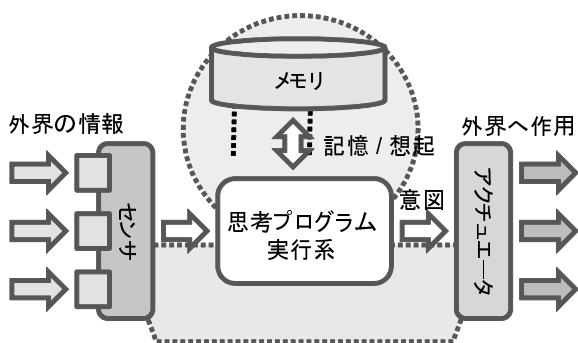 メモリ
外界の情報
記憶 / 想起
外界へ作用
センサ
思考プログラム
実行系
意図
アクチュエータ